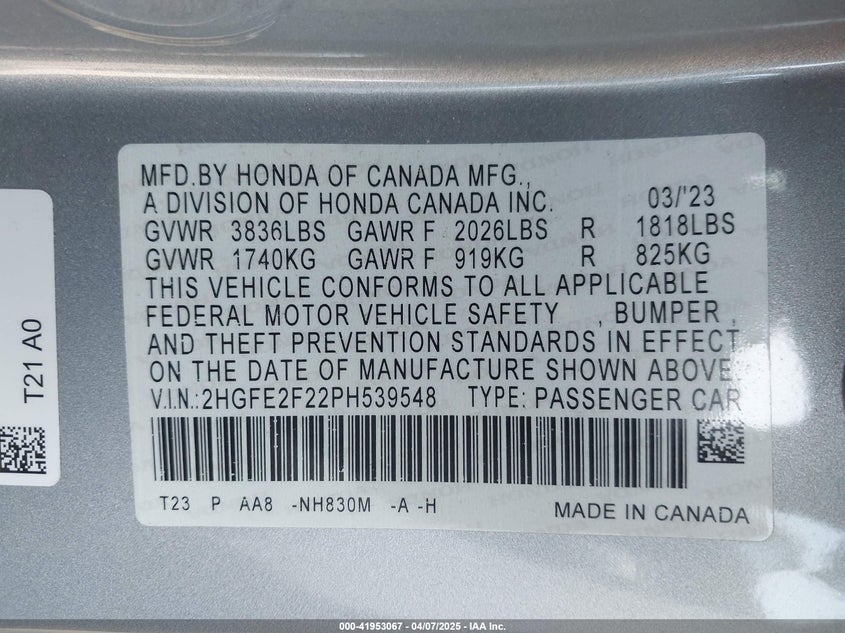 MFD.BY HONDA OF CANADA MFG.,
A DIVISION OF HONDA CANADA INC. 03/'23
GVWR 3836LBS GAWR F 2026LBS R 1818LBS
GVWR 1740KG GAWR F 919KG R 825KG
THIS VEHICLE CONFORMS TO ALL APPLICABLE
FEDERAL MOTOR VEHICLE SAFETY , BUMPER ,
AND THEFT PREVENTION STANDARDS IN EFFECT
ON THE DATE OF MANUFACTURE SHOWN ABOVE
V.I.N.:2HGFE2F22PH539548 TYPE: PASSENGER CAR
T23 P AA8 -NH830M -A -H MADE IN CANADA
T21 A0
000-41953067 - 04/07/2025 - IAA Inc.